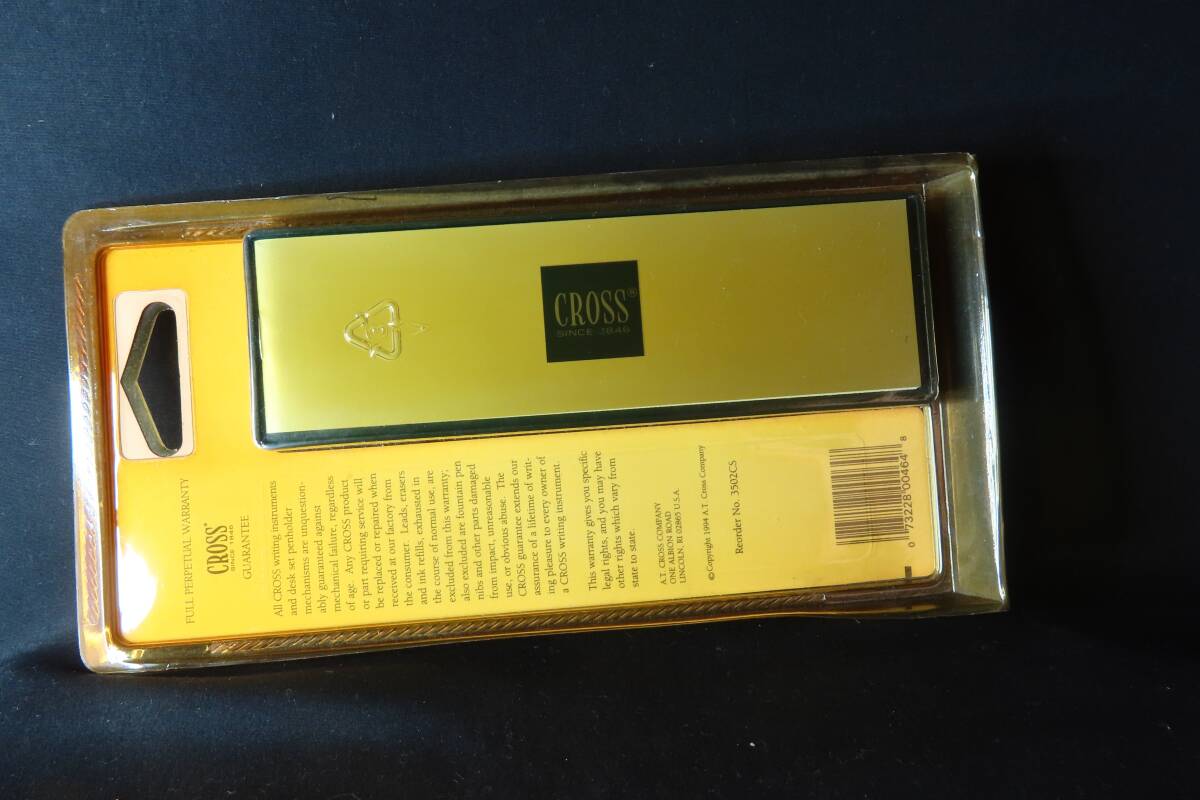 CROSS®
SINCE 1846
FULL PERPETUAL WARRANTY
CROSS®
SINCE 1846
GUARANTEE
All CROSS writing instruments
and desk set penholder
mechanisms are unquestion-
ably guaranteed against
mechanical failure, regardless
of age. Any CROSS product
or part requiring service will
be replaced or repaired when
received at our factory from
the consumer. Leads, erasers
and ink refills, exhausted in
the course of normal use, are
excluded from this warranty;
also excluded are fountain pen
nibs and other parts damaged
from impact, unreasonable
use, or obvious abuse. The
CROSS guarantee extends our
assurance of a lifetime of writ-
ing pleasure to every owner of
a CROSS writing instrument.
This warranty gives you specific
legal rights, and you may have
other rights which vary from
state to state.
A.T. CROSS COMPANY
ONE ALBION ROAD
LINCOLN, RI 02865 U.S.A.
© Copyright 1994 A.T. Cross Company
Reorder No. 3502CS
0 73228 00464 8